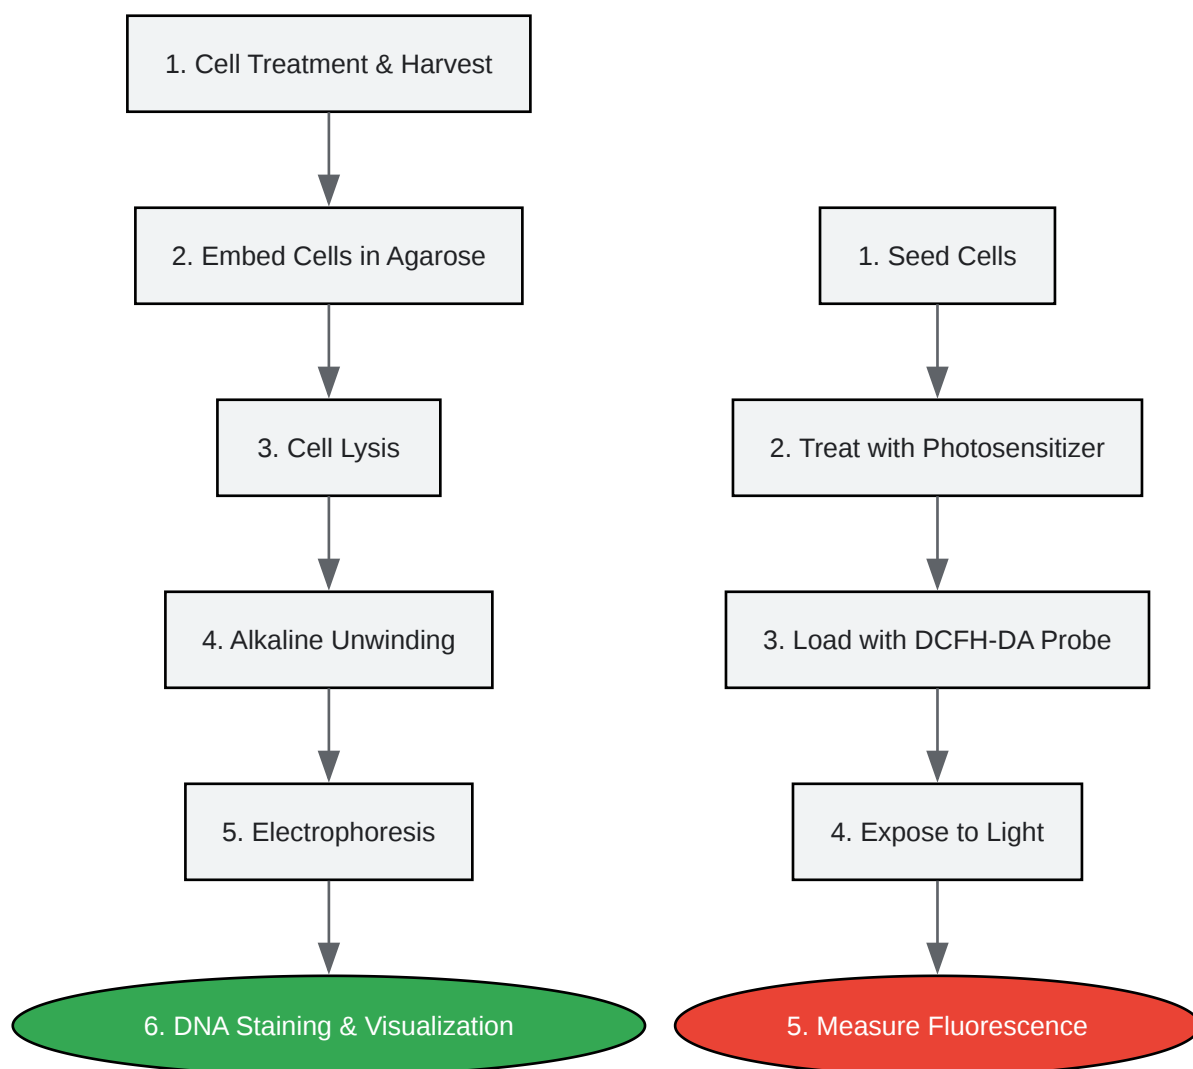 1. Cell Treatment & Harvest
2. Embed Cells in Agarose
3. Cell Lysis
4. Alkaline Unwinding
5. Electrophoresis
6. DNA Staining & Visualization
1. Seed Cells
2. Treat with Photosensitizer
3. Load with DCFH-DA Probe
4. Expose to Light
5. Measure Fluorescence